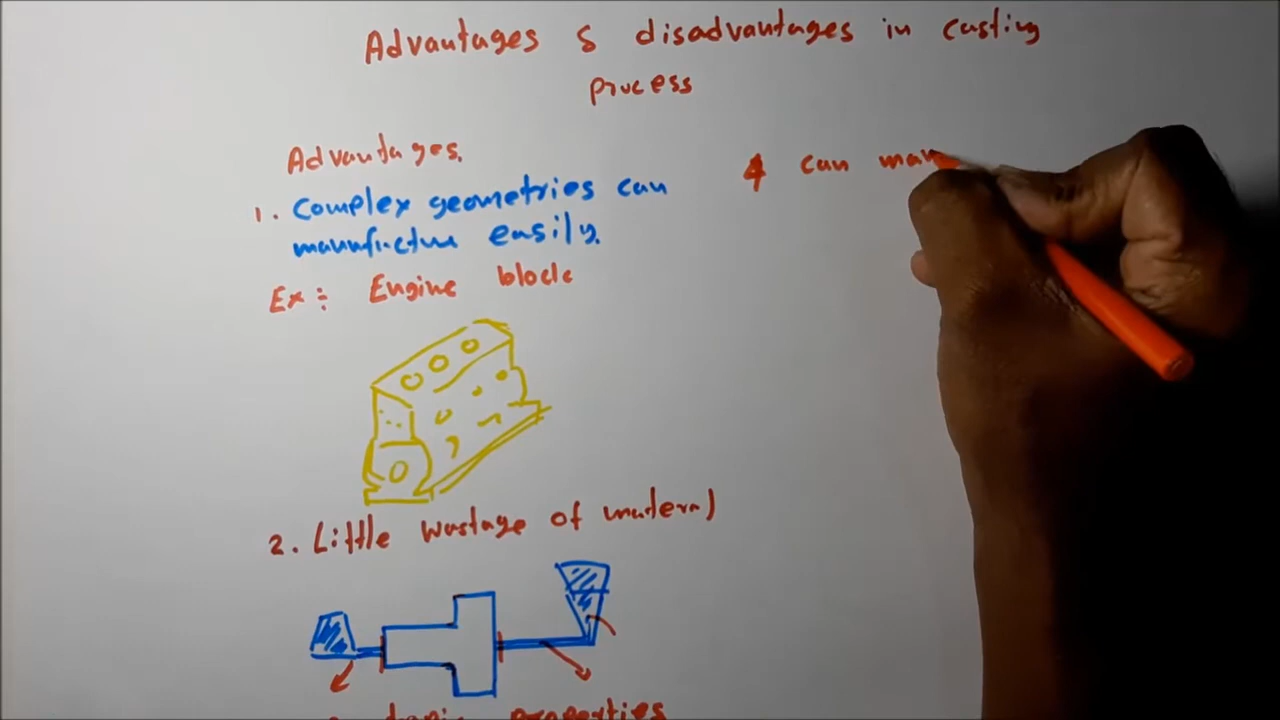 Advantages & disadvantages in casting
process
Advantages.
1. Complex geometries can
manufacture easily.
Ex: Engine block
2. Little wastage of material
properties
4 can man